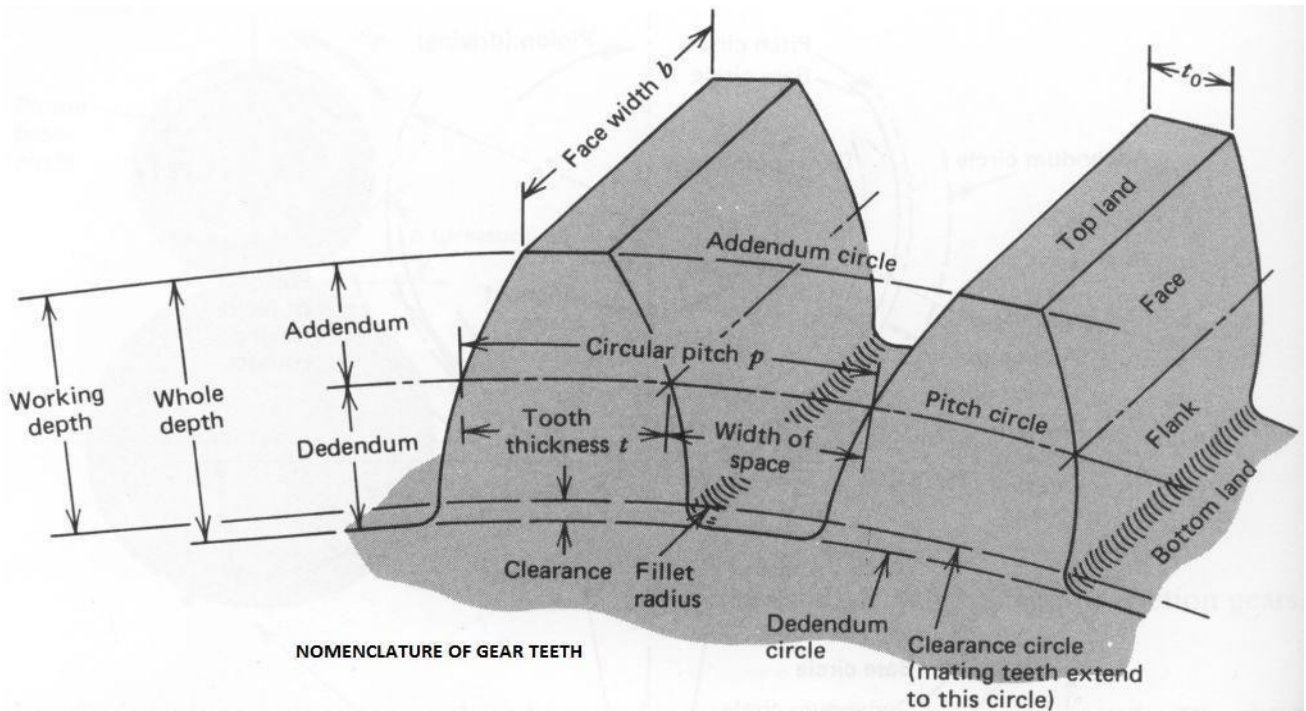 Face width b
t₀
Top land
Addendum circle
Face
Addendum
Circular pitch p
Working
depth
Whole
depth
Pitch circle
Flank
Dedendum
Tooth
thickness t
Width of
space
Bottom land
Clearance
Fillet
radius
Dedendum
circle
Clearance circle
(mating teeth extend
to this circle)
NOMENCLATURE OF GEAR TEETH